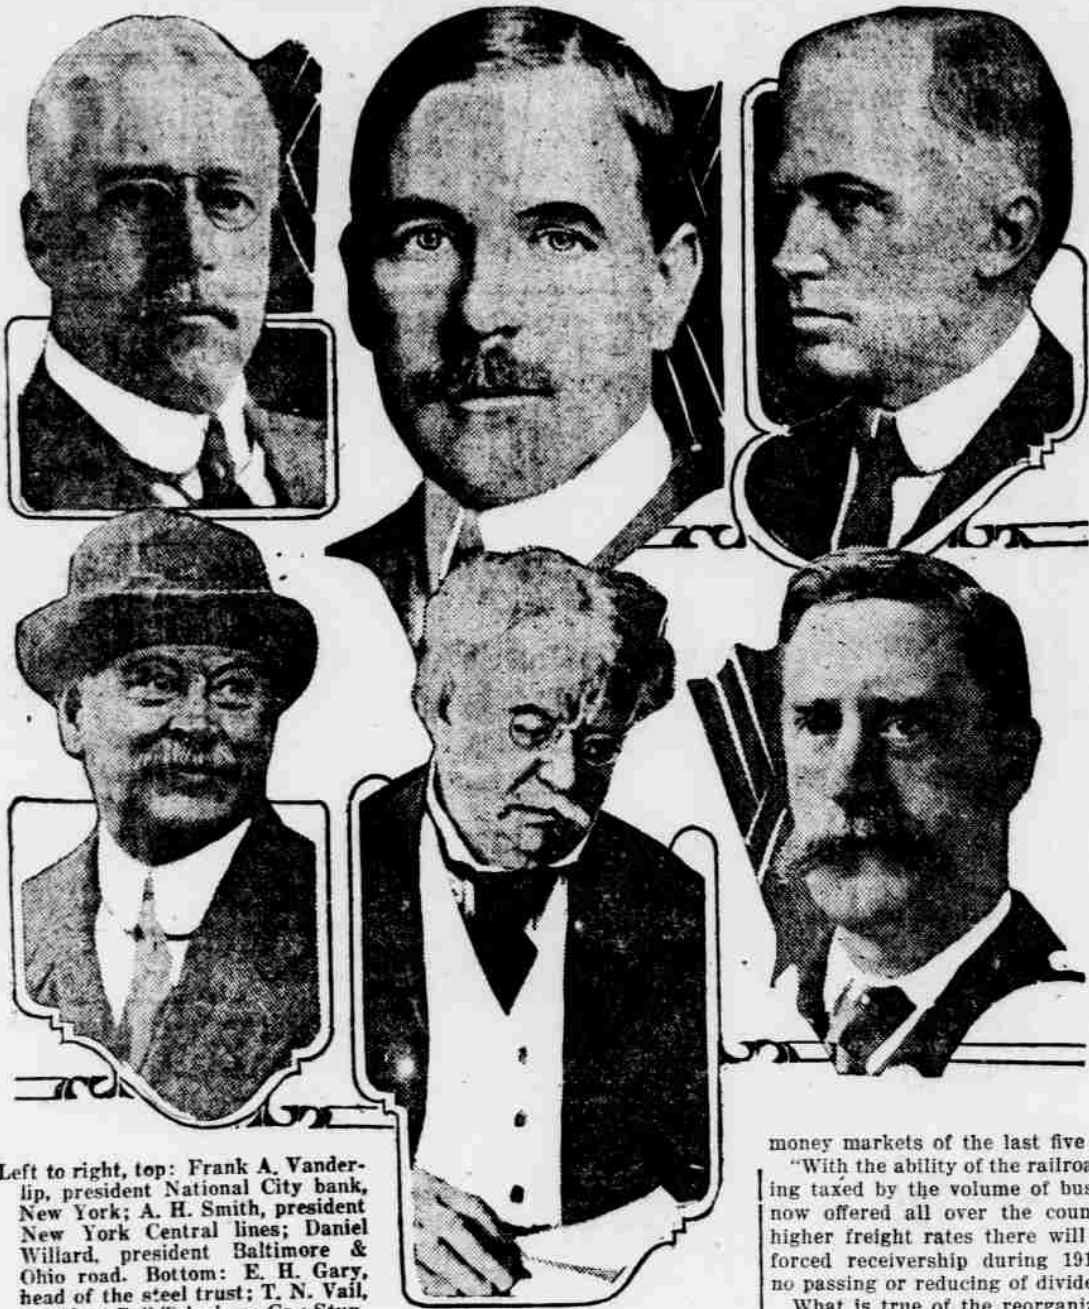 Left to right, top: Frank A. Vander-
lip, president National City bank,
New York; A. H. Smith, president
New York Central lines; Daniel
Willard, president Baltimore &
Ohio road. Bottom: E. H. Gary,
head of the steel trust; T. N. Vail,
money markets of the last five
"With the ability of the railroa
ing taxed by the volume of bus
now offered all over the coun
higher freight rates there will
forced receivership during 191
no passing or reducing of divide
What is true of the reorgani